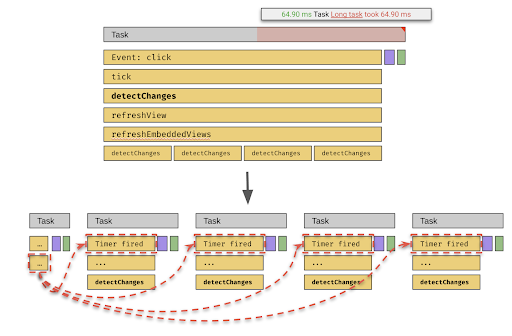 64.90 ms Task Long task took 64.90 ms
Task
Event: click
tick
detectChanges
refreshView
refreshEmbeddedViews
detectChanges detectChanges detectChanges detectChanges
Task Task Task Task Task
... Timer fired Timer fired Timer fired Timer fired
... ... ... ... ...
detectChanges detectChanges detectChanges detectChanges